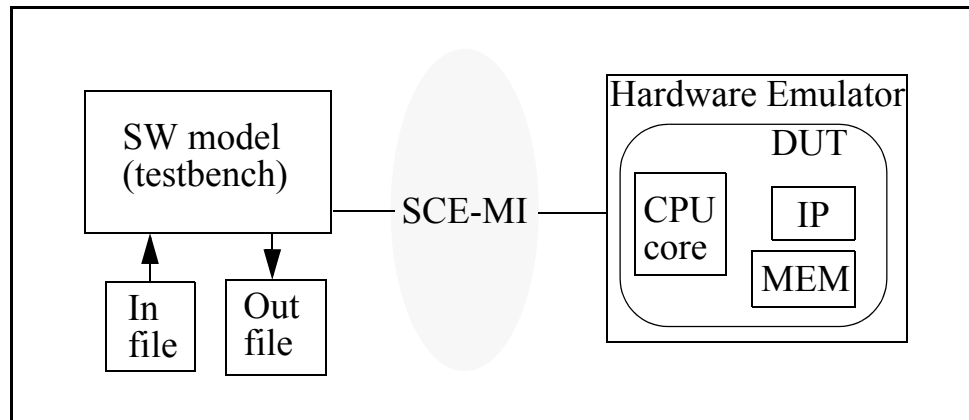 SW model
(testbench)
In
file
Out
file
SCE-MI
Hardware Emulator
DUT
CPU
core
IP
MEM